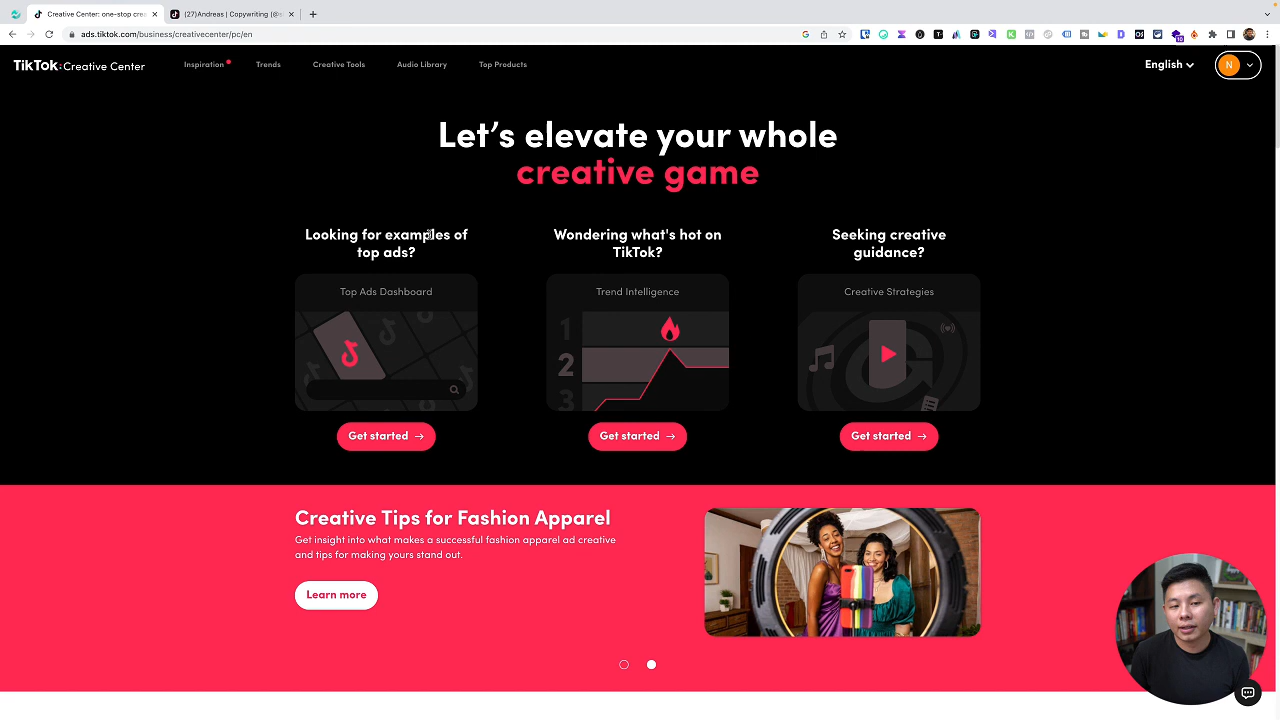 Creative Center: one-stop crea
(27)Andreas | Copywriting (@s
ads.tiktok.com/business/creativecenter/pc/en
10
TikTok: Creative Center
Inspiration
Trends
Creative Tools
Audio Library
Top Products
English
N
Let's elevate your whole
creative game
Looking for examples of
top ads?
Top Ads Dashboard
Get started →
Wondering what's hot on
TikTok?
Trend Intelligence
1
2
3
Get started →
Seeking creative
guidance?
Creative Strategies
Get started →
Creative Tips for Fashion Apparel
Get insight into what makes a successful fashion apparel ad creative
and tips for making yours stand out.
Learn more